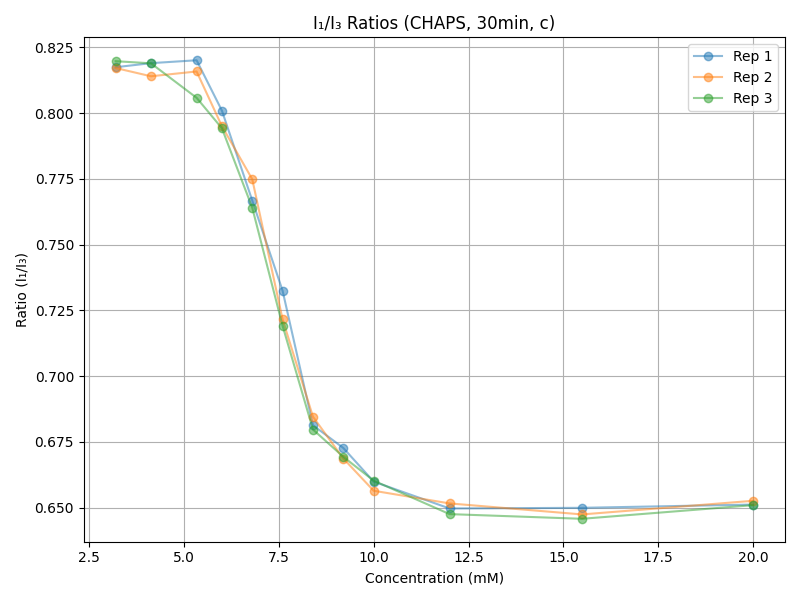 I₁/I₃ Ratios (CHAPS, 30min, c)
Rep 1
Rep 2
Rep 3
Ratio (I₁/I₃)
0.825
0.800
0.775
0.750
0.725
0.700
0.675
0.650
2.5 5.0 7.5 10.0 12.5 15.0 17.5 20.0
Concentration (mM)